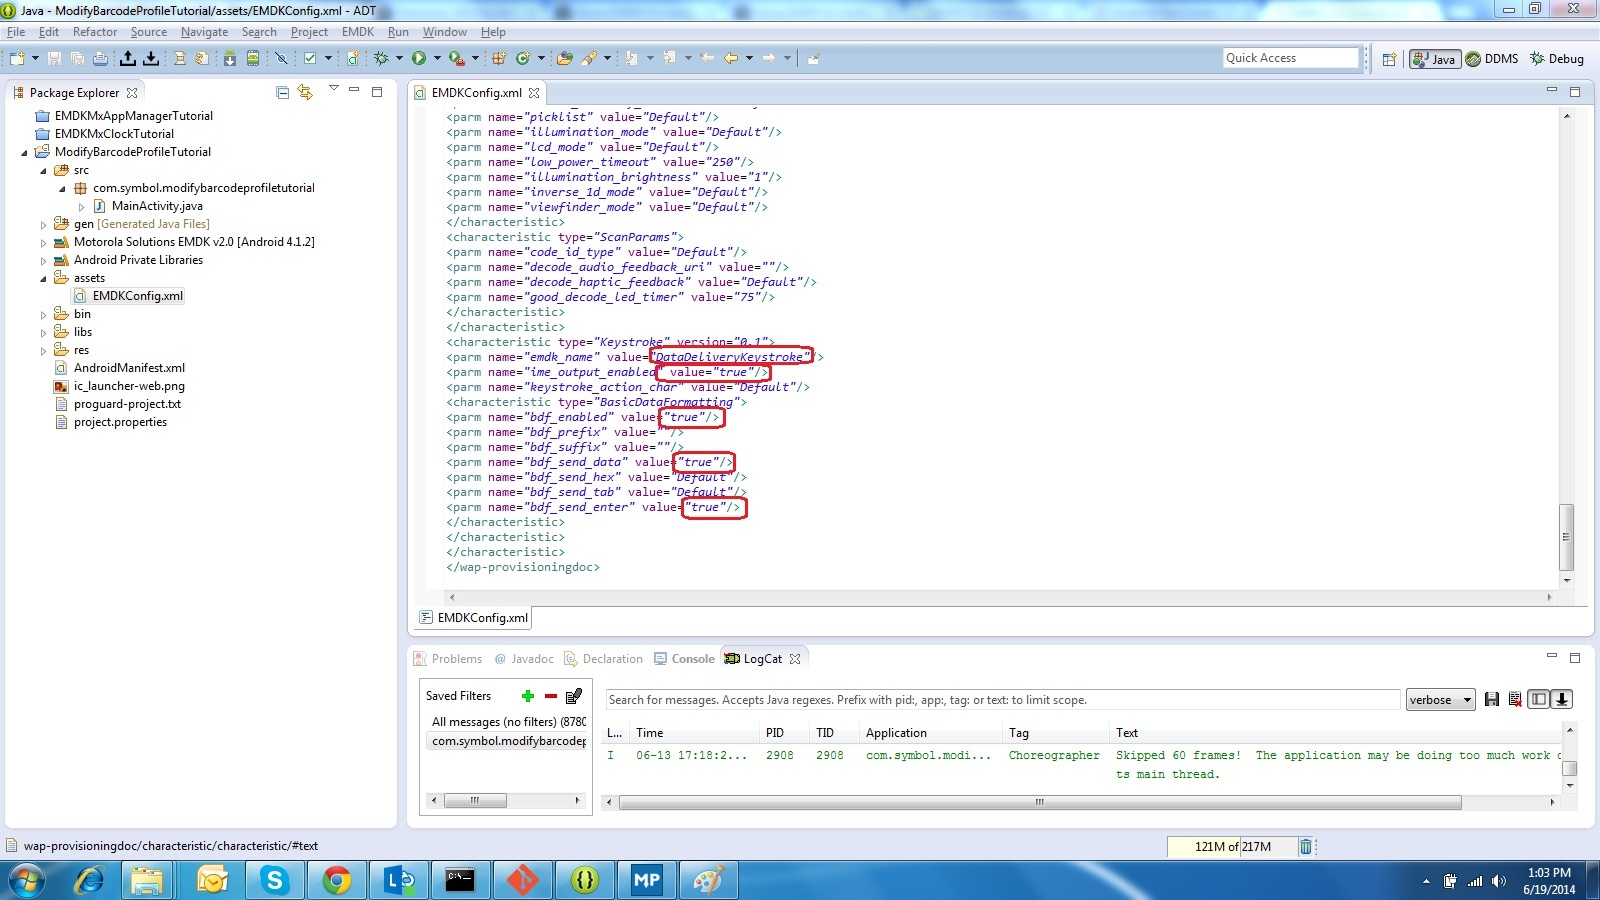 Java - ModifyBarcodeProfileTutorial/assets/EMDKConfig.xml - ADT
File Edit Refactor Source Navigate Search Project EMDK Run Window Help
Quick Access
Java
DDMS
Debug
Package Explorer
EMDKMxAppManagerTutorial
EMDKMxClockTutorial
ModifyBarcodeProfileTutorial
src
com.symbol.modifybarcodeprofiletutorial
MainActivity.java
gen [Generated Java Files]
Motorola Solutions EMDK v2.0 [Android 4.1.2]
Android Private Libraries
assets
EMDKConfig.xml
bin
libs
res
AndroidManifest.xml
ic_launcher-web.png
proguard-project.txt
project.properties
EMDKConfig.xml
<parm name="picklist" value="Default"/>
<parm name="illumination_mode" value="Default"/>
<parm name="lcd_mode" value="Default"/>
<parm name="low_power_timeout" value="250"/>
<parm name="illumination_brightness" value="1"/>
<parm name="inverse_1d_mode" value="Default"/>
<parm name="viewfinder_mode" value="Default"/>
</characteristic>
<characteristic type="ScanParams">
<parm name="code_id_type" value="Default"/>
<parm name="decode_audio_feedback_uri" value=""/>
<parm name="decode_haptic_feedback" value="Default"/>
<parm name="good_decode_led_timer" value="75"/>
</characteristic>
</characteristic>
<characteristic type="Keystroke" version="0.1">
<parm name="emdk_name" value="DataDeliveryKeystroke"/>
<parm name="ime_output_enabled" value="true"/>
<parm name="keystroke_action_char" value="Default"/>
<characteristic type="BasicDataFormatting">
<parm name="bdf_enabled" value="true"/>
<parm name="bdf_prefix" value=""/>
<parm name="bdf_suffix" value=""/>
<parm name="bdf_send_data" value="true"/>
<parm name="bdf_send_hex" value="Default"/>
<parm name="bdf_send_tab" value="Default"/>
<parm name="bdf_send_enter" value="true"/>
</characteristic>
</characteristic>
</characteristic>
</wap-provisioningdoc>
EMDKConfig.xml
Problems @ Javadoc Declaration Console LogCat
Saved Filters
All messages (no filters) (8780
com.symbol.modifybarcodep
Search for messages. Accepts Java regexes. Prefix with pid:, app:, tag: or text: to limit scope.
verbose
L... Time PID TID Application Tag Text
I 06-13 17:18:2... 2908 2908 com.symbol.modi... Choreographer Skipped 60 frames! The application may be doing too much work
ts main thread.
wap-provisioningdoc/characteristic/characteristic/#text
121M of 217M
MP
1:03 PM
6/19/2014